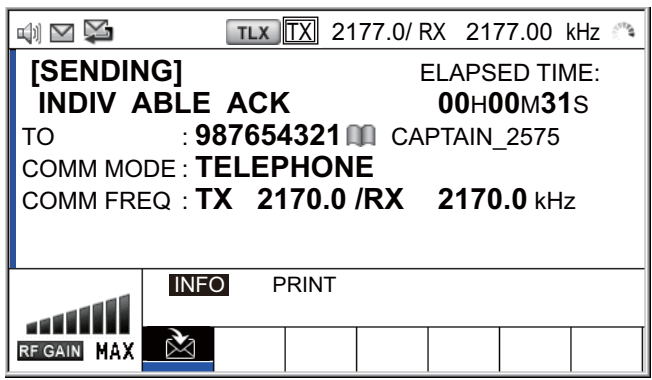 TLX TX 2177.0/ RX 2177.00 kHz
[SENDING] ELAPSED TIME:
INDIV ABLE ACK 00H00M31S
TO : 987654321 CAPTAIN_2575
COMM MODE : TELEPHONE
COMM FREQ : TX 2170.0 /RX 2170.0 kHz
INFO PRINT
RF GAIN MAX